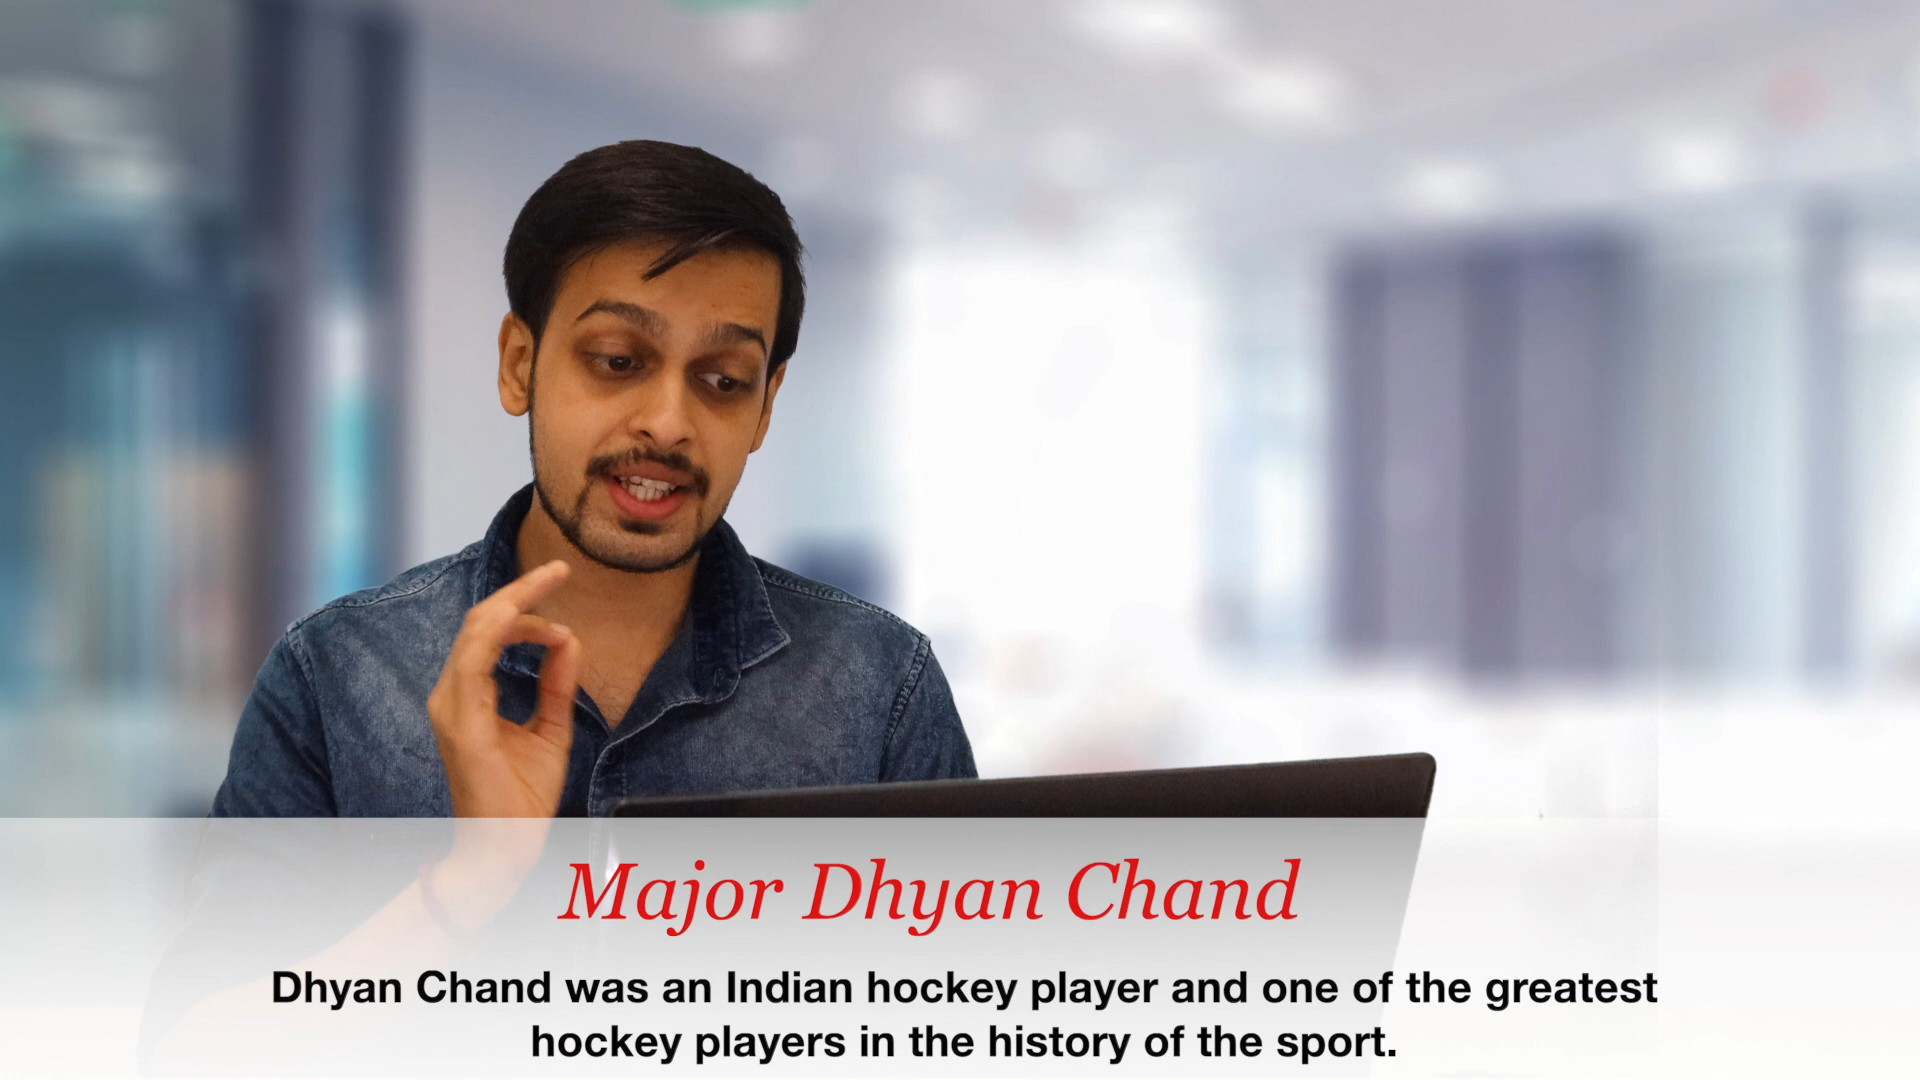 Major Dhyan Chand
Dhyan Chand was an Indian hockey player and one of the greatest
hockey players in the history of the sport.